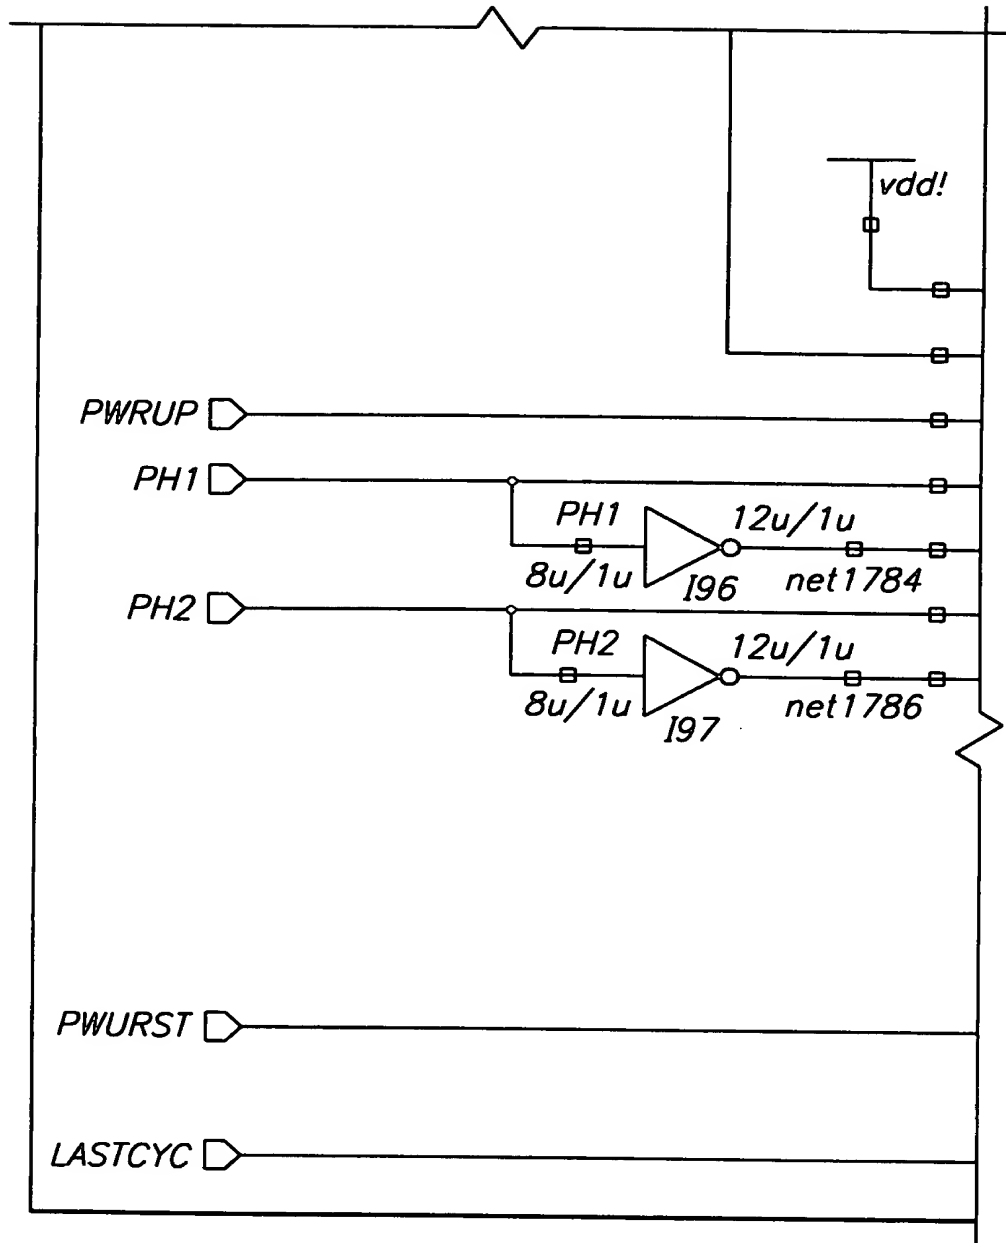 vdd!
PWRUP
PH1
PH1 12u/1u
8u/1u I96 net1784
PH2
PH2 12u/1u
8u/1u I97 net1786
PWURST
LASTCYC